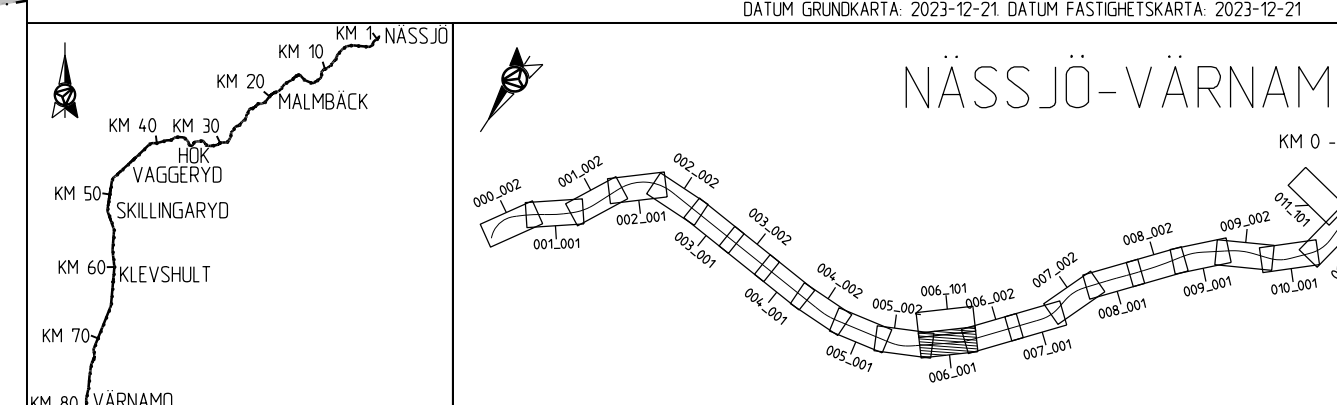 DATUM GRUNDKARTA: 2023-12-21. DATUM FASTIGHETSKARTA: 2023-12-21
KM 1
NÄSSJÖ
KM 10
KM 20
MALMBÄCK
KM 40
KM 30
HOK
VAGGERYD
KM 50
SKILLINGARYD
KM 60
KLEVSHULT
KM 70
KM 80
VÄRNAMO
NÄSSJÖ-VÄRNAM
KM 0 -
000_002
001_001
001_002
002_001
002_002
003_001
003_002
004_001
004_002
005_001
005_002
006_101
006_001
006_002
007_001
007_002
008_001
008_002
009_001
009_002
010_001
011_101